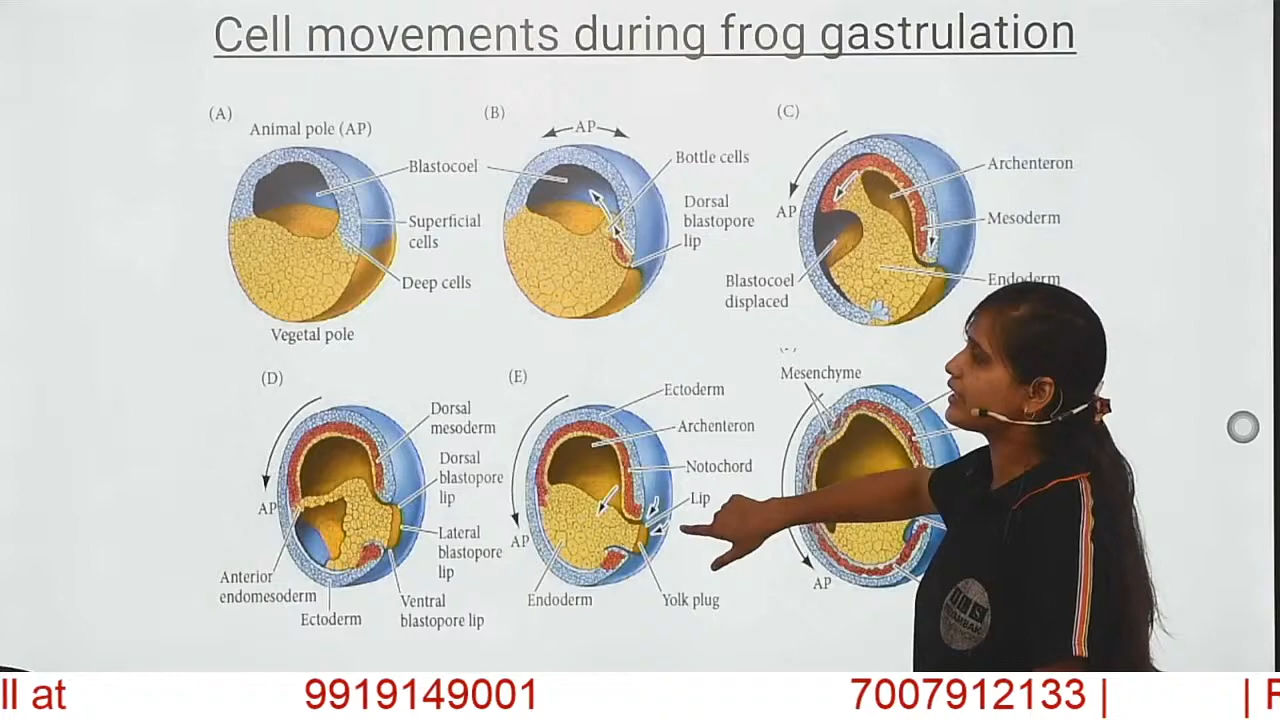 Cell movements during frog gastrulation
(A)
Animal pole (AP)
Blastocoel
Superficial
cells
Deep cells
Vegetal pole
(B)
AP
Bottle cells
Dorsal
blastopore
lip
(C)
AP
Archenteron
Mesoderm
Endoderm
Blastocoel
displaced
(D)
AP
Dorsal
mesoderm
Dorsal
blastopore
lip
Lateral
blastopore
lip
Anterior
endomesoderm
Ectoderm
Ventral
blastopore lip
(E)
AP
Ectoderm
Archenteron
Notochord
Lip
Endoderm
Yolk plug
Mesenchyme
AP
ll at 9919149001 7007912133 | | F